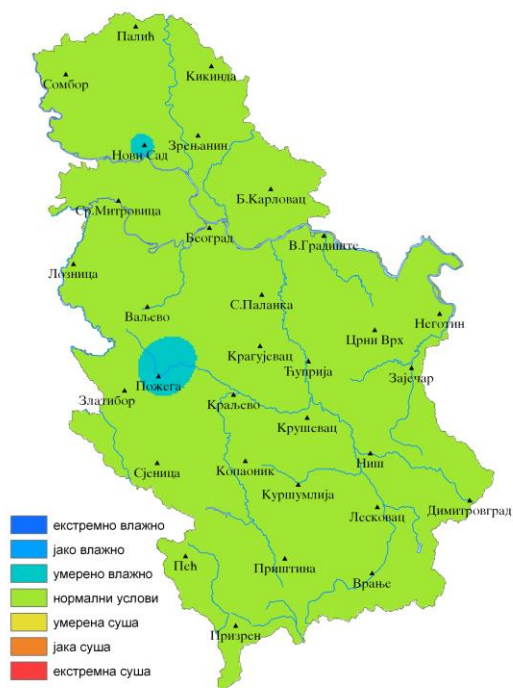 Палић
Кикинда
Сомбор
Нови Сад
Зрењанин
Б.Карловац
Ср.Митровица
Београд
В.Градиште
Лозница
С.Паланка
Ваљево
Неготин
Црни Врх
Крагујевац
Ћуприја
Зајечар
Пожега
Златибор
Краљево
Крушевац
Ниш
Сјеница
Копаоник
Куршумлија
Димитровград
Лесковац
Пећ
Приштина
Врање
Призрен
екстремно влажно
јако влажно
умерено влажно
нормални услови
умерена суша
јака суша
екстремна суша